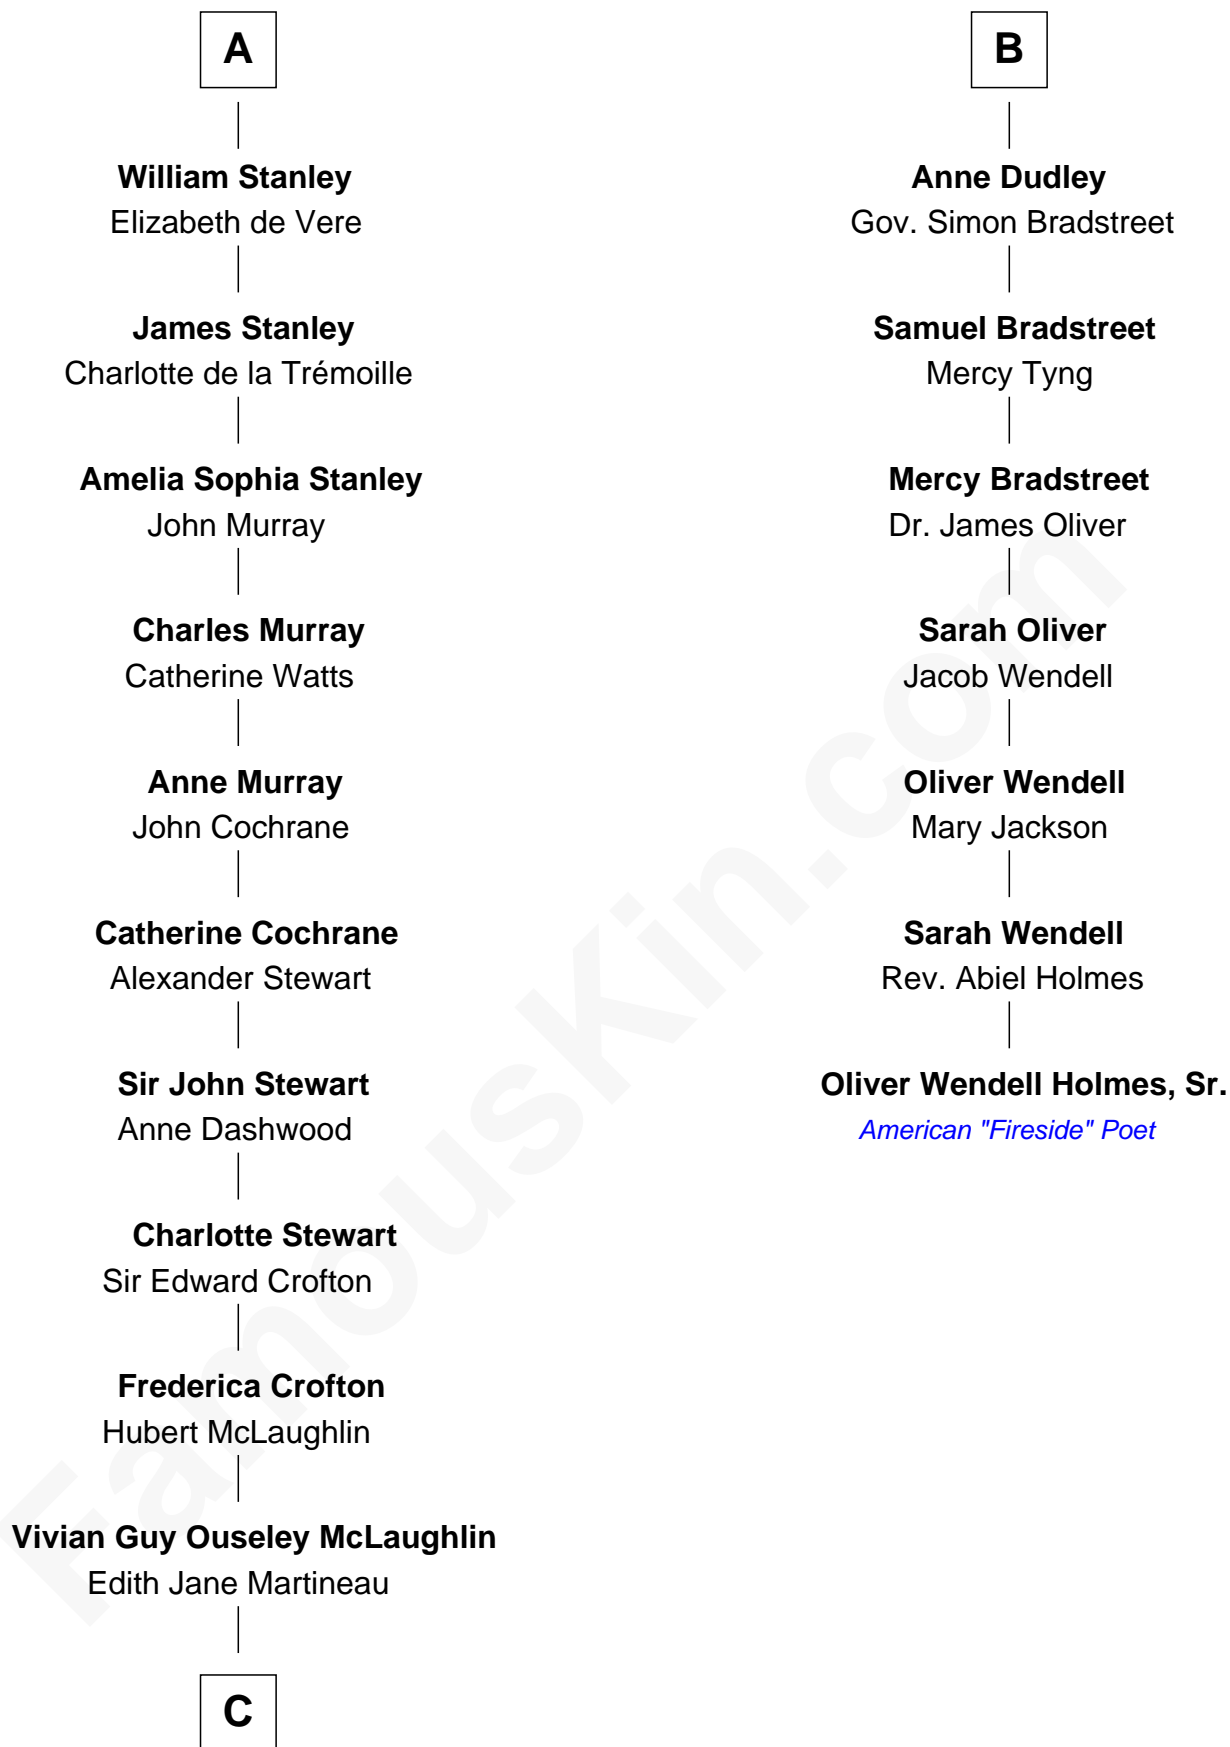 A
William Stanley
Elizabeth de Vere
James Stanley
Charlotte de la Trémoille
Amelia Sophia Stanley
John Murray
Charles Murray
Catherine Watts
Anne Murray
John Cochrane
Catherine Cochrane
Alexander Stewart
Sir John Stewart
Anne Dashwood
Charlotte Stewart
Sir Edward Crofton
Frederica Crofton
Hubert McLaughlin
Vivian Guy Ouseley McLaughlin
Edith Jane Martineau
C
B
Anne Dudley
Gov. Simon Bradstreet
Samuel Bradstreet
Mercy Tyng
Mercy Bradstreet
Dr. James Oliver
Sarah Oliver
Jacob Wendell
Oliver Wendell
Mary Jackson
Sarah Wendell
Rev. Abiel Holmes
Oliver Wendell Holmes, Sr.
American "Fireside" Poet
FamousKin.com